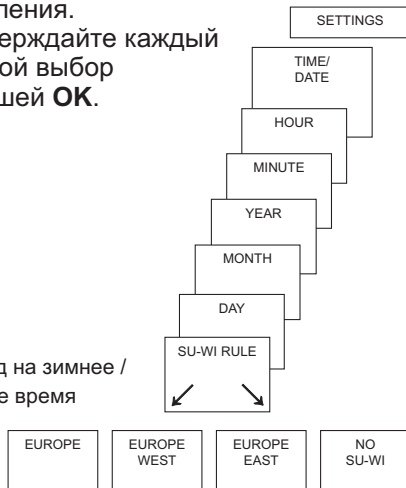 ления.
ерждайте каждый
ой выбор
шей OK.
SETTINGS
TIME/
DATE
HOUR
MINUTE
YEAR
MONTH
DAY
SU-WI RULE
д на зимнее /
е время
EUROPE
EUROPE
WEST
EUROPE
EAST
NO
SU-WI